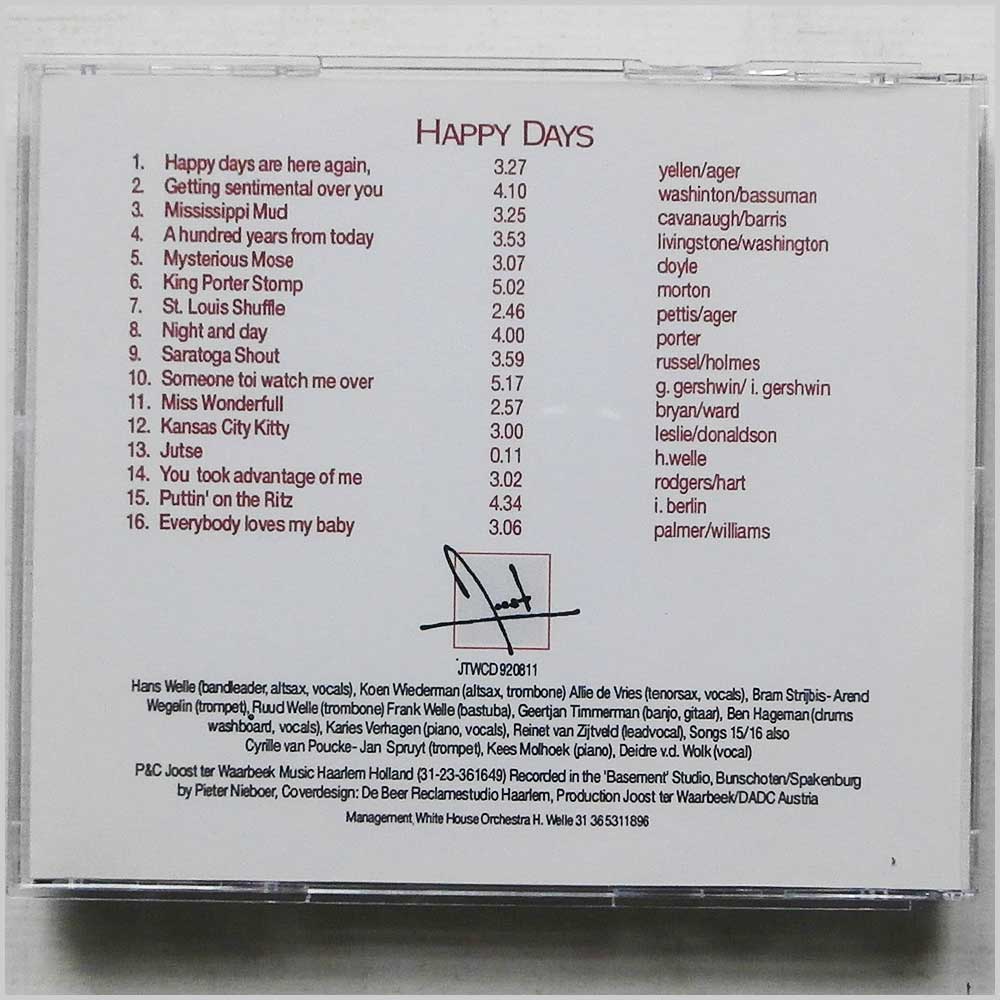 HAPPY DAYS
1. Happy days are here again, 3.27 yellen/ager
2. Getting sentimental over you 4.10 washinton/bassuman
3. Mississippi Mud 3.25 cavanaugh/barris
4. A hundred years from today 3.53 livingstone/washington
5. Mysterious Mose 3.07 doyle
6. King Porter Stomp 5.02 morton
7. St. Louis Shuffle 2.46 pettis/ager
8. Night and day 4.00 porter
9. Saratoga Shout 3.59 russel/holmes
10. Someone toi watch me over 5.17 g. gershwin/ i. gershwin
11. Miss Wonderfull 2.57 bryan/ward
12. Kansas City Kitty 3.00 leslie/donaldson
13. Jutse 0.11 h.welle
14. You took advantage of me 3.02 rodgers/hart
15. Puttin' on the Ritz 4.34 i. berlin
16. Everybody loves my baby 3.06 palmer/williams
Joost
JTWCD 920811
Hans Welle (bandleader, altsax, vocals), Koen Wiederman (altsax, trombone) Allie de Vries (tenorsax, vocals), Bram Strijbis- Arend
Wegelin (trompet), Ruud Welle (trombone) Frank Welle (bastuba), Geertjan Timmerman (banjo, gitaar), Ben Hageman (drums
washboard, vocals), Karies Verhagen (piano, vocals), Reinet van Zijtveld (leadvocal), Songs 15/16 also
Cyrille van Poucke- Jan Spruyt (trompet), Kees Molhoek (piano), Deidre v.d. Wolk (vocal)
P&C Joost ter Waarbeek Music Haarlem Holland (31-23-361649) Recorded in the 'Basement' Studio, Bunschoten/Spakenburg
by Pieter Nieboer, Coverdesign: De Beer Reclamestudio Haarlem, Production Joost ter Waarbeek/DADC Austria
Management, White House Orchestra H. Welle 31 36 5311896